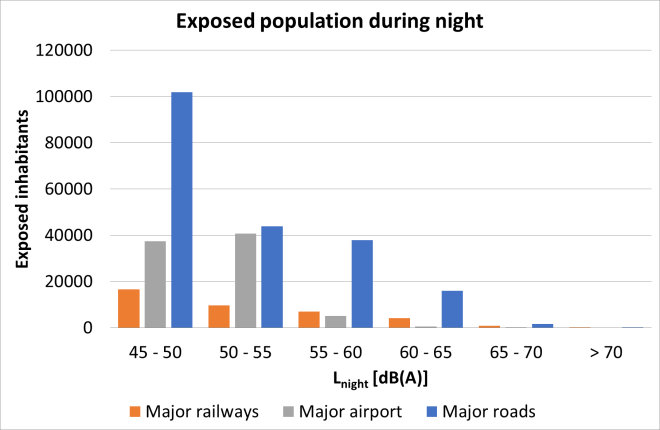 Exposed population during night
120000
100000
80000
60000
40000
20000
0
Exposed inhabitants
45 - 50 50 - 55 55 - 60 60 - 65 65 - 70 > 70
Lnight [dB(A)]
Major railways Major airport Major roads